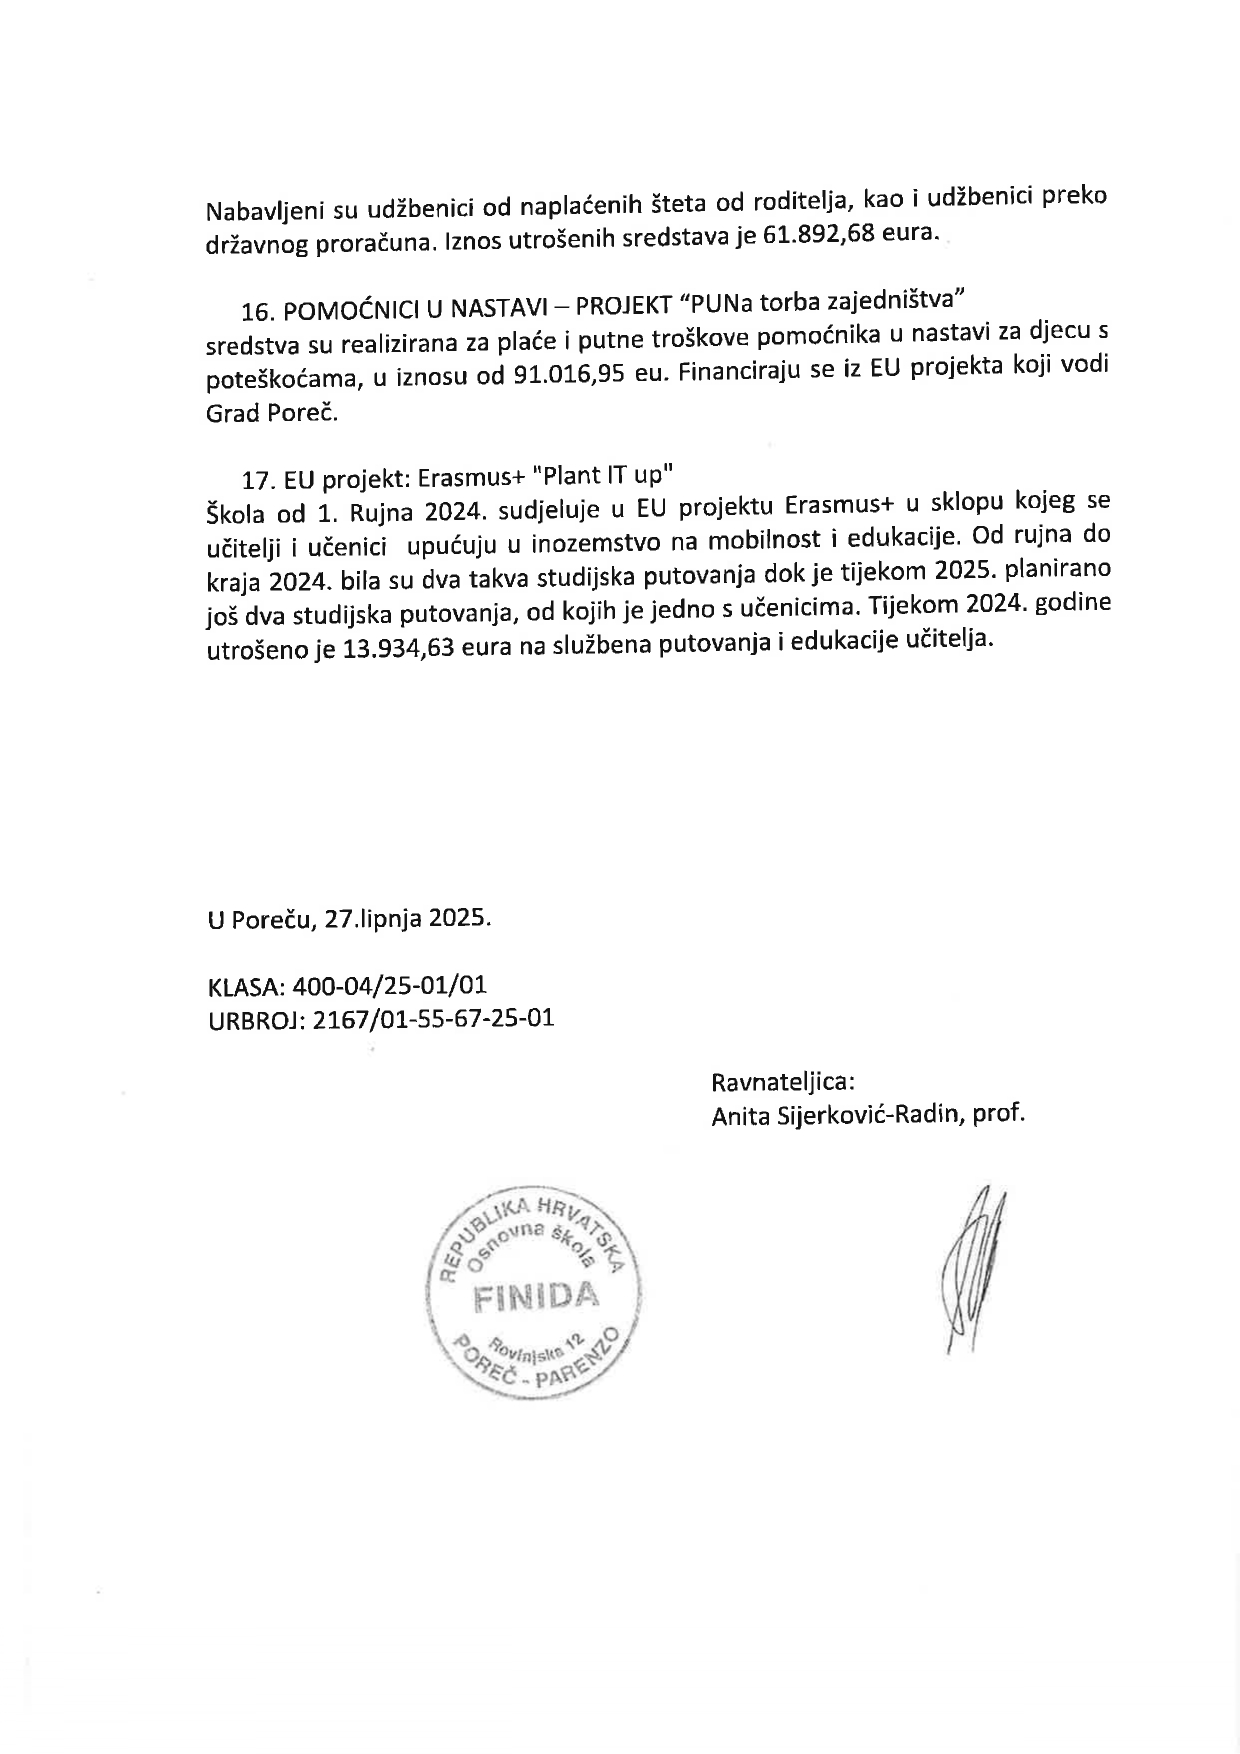 Nabavljeni su udžbenici od naplaćenih šteta od roditelja, kao i udžbenici preko
državnog proračuna. Iznos utrošenih sredstava je 61.892,68 eura.
16. POMOĆNICI U NASTAVI – PROJEKT “PUNa torba zajedništva”
sredstva su realizirana za plaće i putne troškove pomoćnika u nastavi za djecu s
poteškoćama, u iznosu od 91.016,95 eu. Financiraju se iz EU projekta koji vodi
Grad Poreč.
17. EU projekt: Erasmus+ "Plant IT up"
Škola od 1. Rujna 2024. sudjeluje u EU projektu Erasmus+ u sklopu kojeg se
učitelji i učenici upućuju u inozemstvo na mobilnost i edukacije. Od rujna do
kraja 2024. bila su dva takva studijska putovanja dok je tijekom 2025. planirano
još dva studijska putovanja, od kojih je jedno s učenicima. Tijekom 2024. godine
utrošeno je 13.934,63 eura na službena putovanja i edukacije učitelja.
U Poreču, 27.lipnja 2025.
KLASA: 400-04/25-01/01
URBROJ: 2167/01-55-67-25-01
Ravnateljica:
Anita Sijerković-Radin, prof.
REPUBLIKA HRVATSKA
Osnovna škola
FINIDA
Rovinjska 12
POREČ - PARENZO